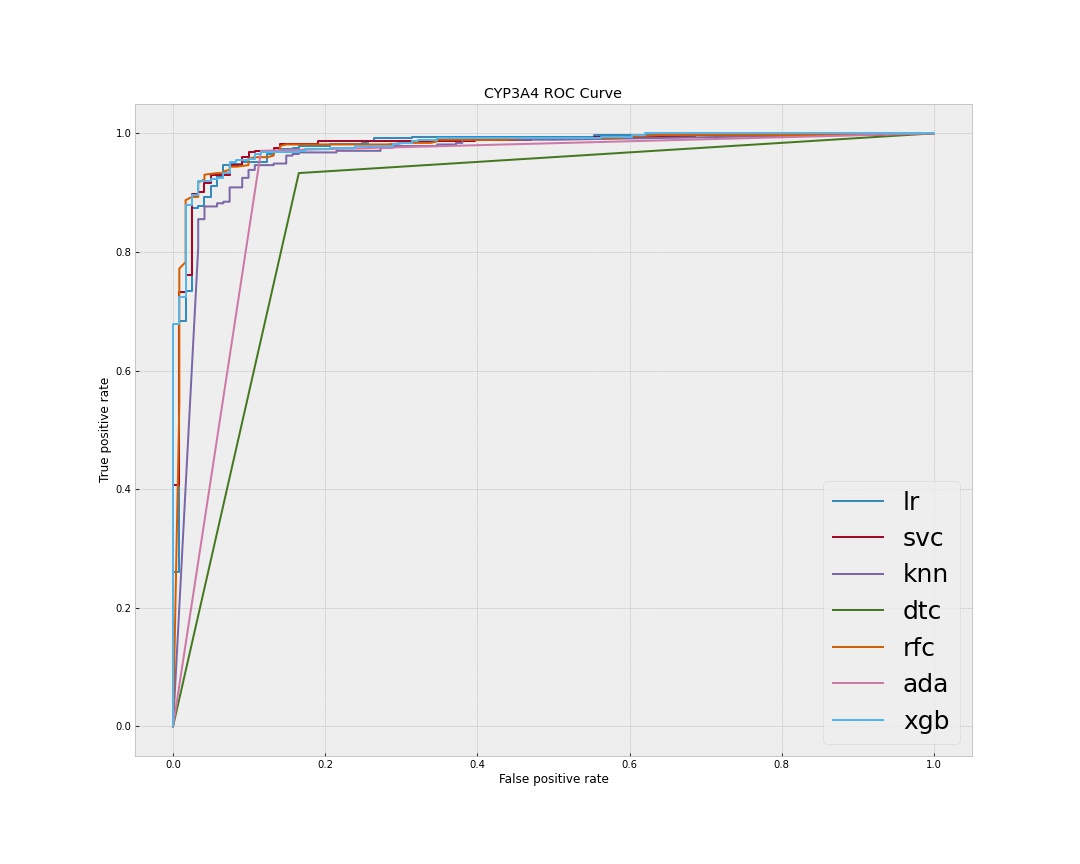 CYP3A4 ROC Curve
True positive rate
1.0
0.8
0.6
0.4
0.2
0.0
lr
svc
knn
dtc
rfc
ada
xgb
0.0 0.2 0.4 0.6 0.8 1.0
False positive rate